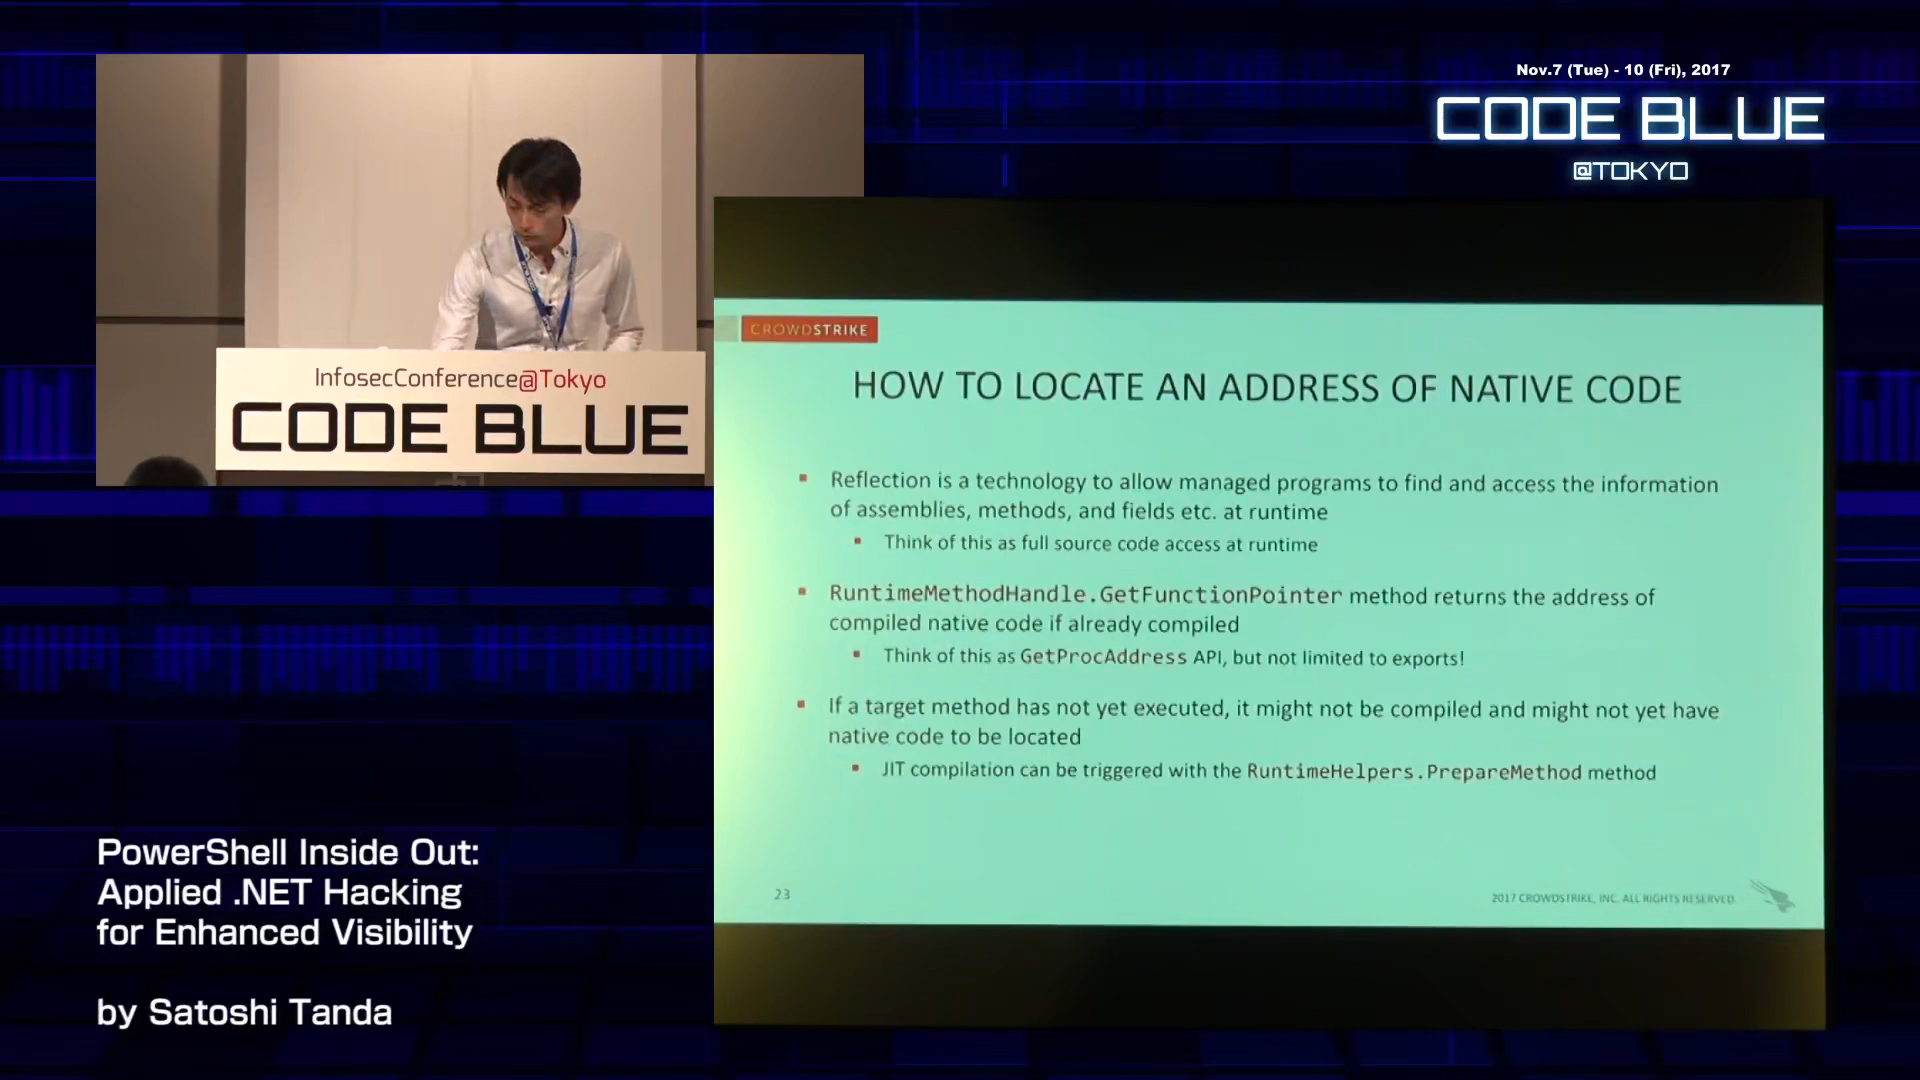 Nov.7 (Tue) - 10 (Fri), 2017
CODE BLUE
@TOKYO
InfosecConference@Tokyo
CODE BLUE
CROWDSTRIKE
HOW TO LOCATE AN ADDRESS OF NATIVE CODE
▪ Reflection is a technology to allow managed programs to find and access the information
of assemblies, methods, and fields etc. at runtime
▪ Think of this as full source code access at runtime
▪ RuntimeMethodHandle.GetFunctionPointer method returns the address of
compiled native code if already compiled
▪ Think of this as GetProcAddress API, but not limited to exports!
▪ If a target method has not yet executed, it might not be compiled and might not yet have
native code to be located
▪ JIT compilation can be triggered with the RuntimeHelpers.PrepareMethod method
23
2017 CROWDSTRIKE, INC. ALL RIGHTS RESERVED.
PowerShell Inside Out:
Applied .NET Hacking
for Enhanced Visibility
by Satoshi Tanda